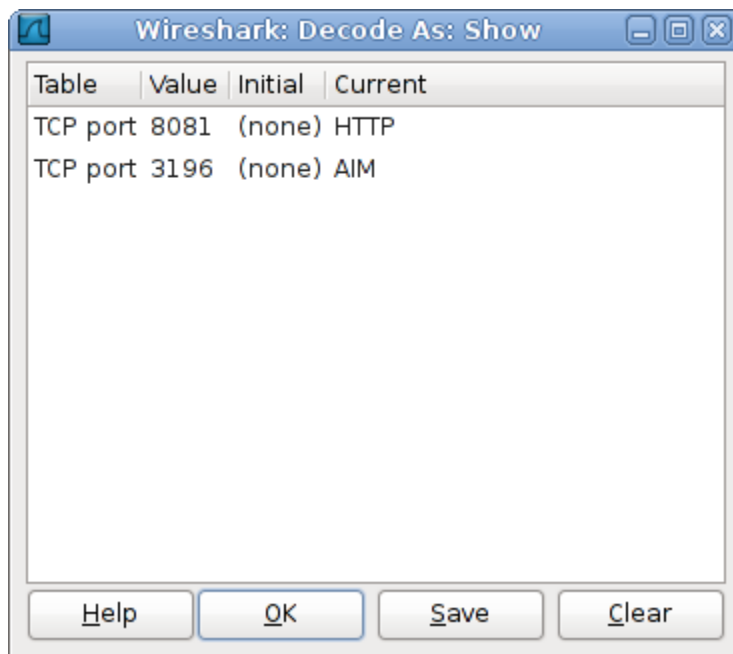 Wireshark: Decode As: Show
Table Value Initial Current
TCP port 8081 (none) HTTP
TCP port 3196 (none) AIM
Help OK Save Clear